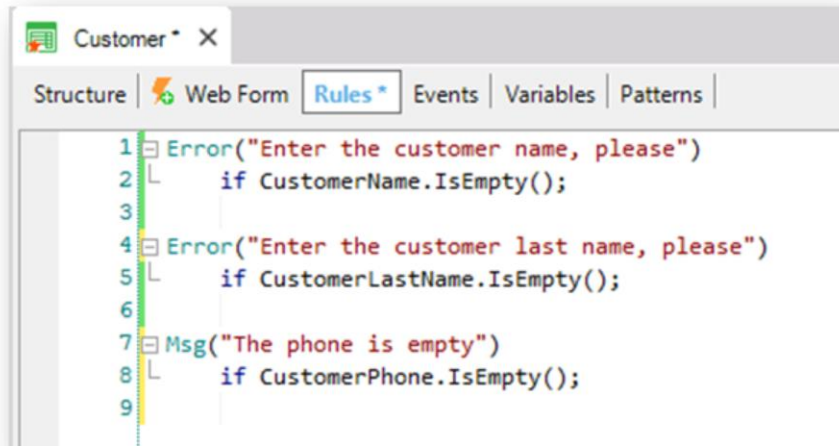 Customer * X
Structure Web Form Rules * Events Variables Patterns
1 Error("Enter the customer name, please")
2 if CustomerName.IsEmpty();
3
4 Error("Enter the customer last name, please")
5 if CustomerLastName.IsEmpty();
6
7 Msg("The phone is empty")
8 if CustomerPhone.IsEmpty();
9